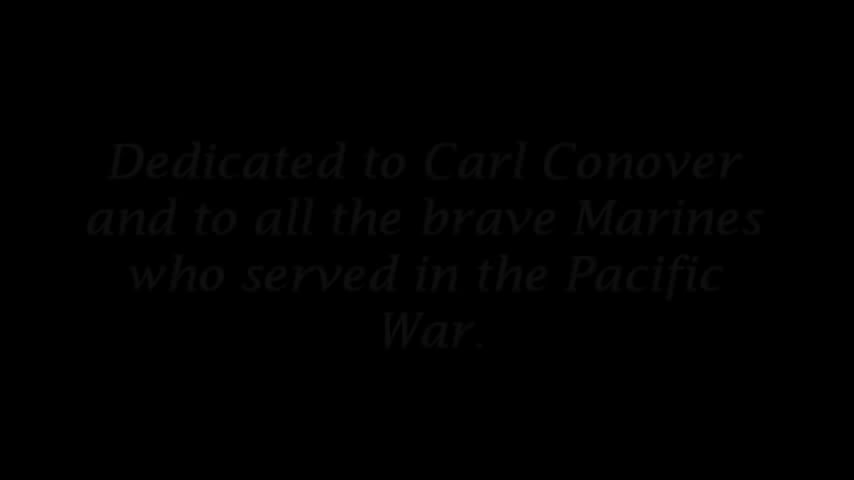 Dedicated to Carl Conover
and to all the brave Marines
who served in the Pacific
War.